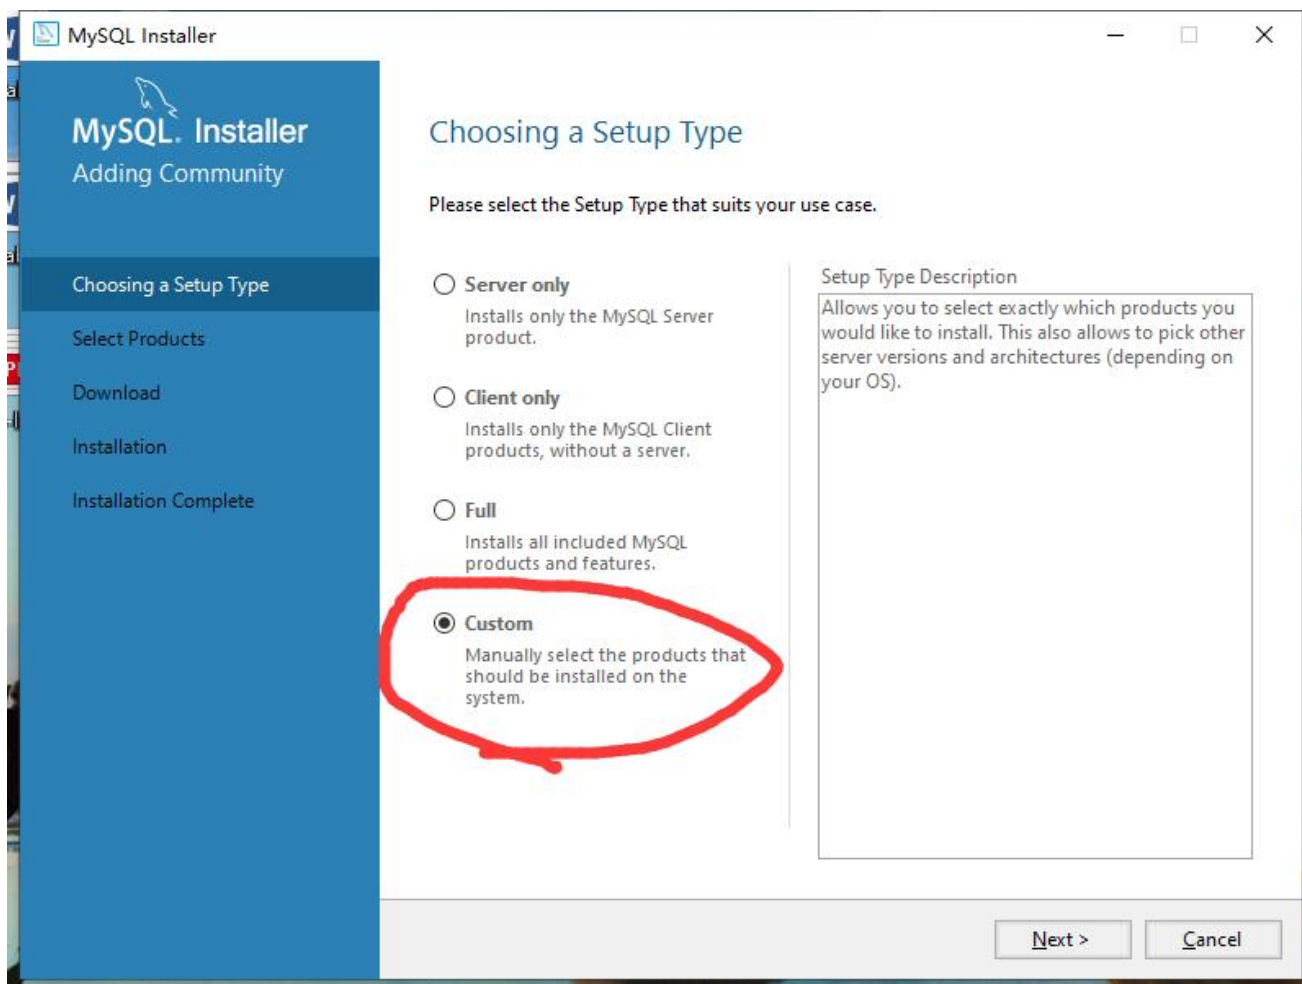 MySQL Installer
MySQL. Installer
Adding Community
Choosing a Setup Type
Select Products
Download
Installation
Installation Complete
Choosing a Setup Type
Please select the Setup Type that suits your use case.
Server only
Installs only the MySQL Server
product.
Client only
Installs only the MySQL Client
products, without a server.
Full
Installs all included MySQL
products and features.
Custom
Manually select the products that
should be installed on the
system.
Setup Type Description
Allows you to select exactly which products you
would like to install. This also allows to pick other
server versions and architectures (depending on
your OS).
Next >
Cancel